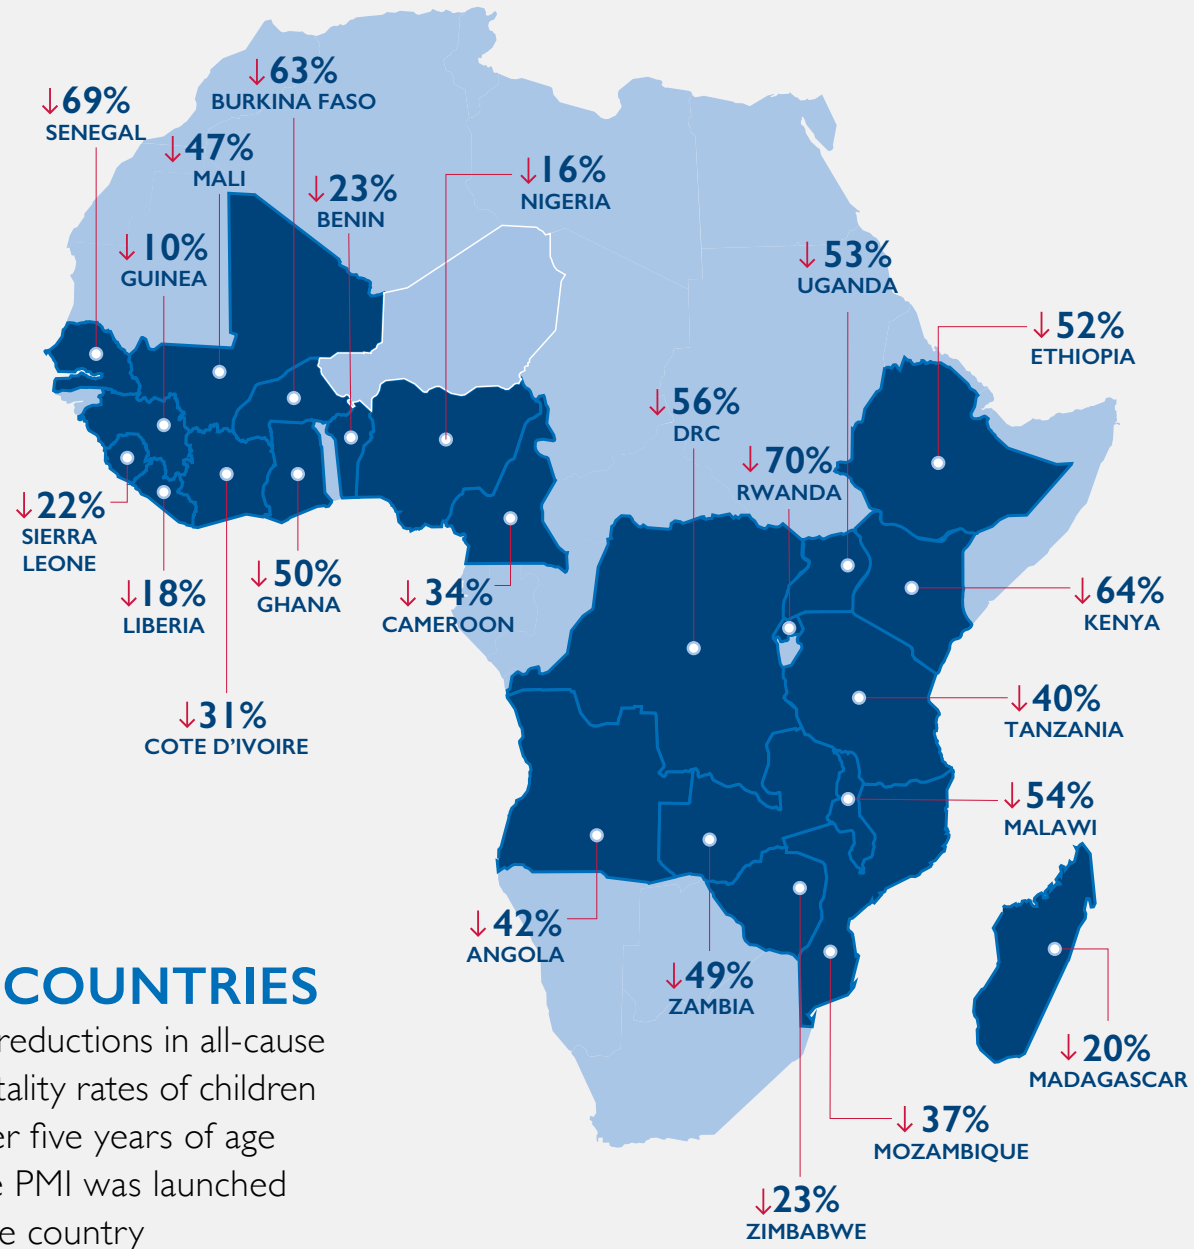 ↓63%
BURKINA FASO
↓69%
SENEGAL
↓47%
MALI
↓16%
NIGERIA
↓23%
BENIN
↓10%
GUINEA
↓53%
UGANDA
↓52%
ETHIOPIA
↓56%
DRC
↓70%
RWANDA
↓22%
SIERRA
LEONE
↓18%
LIBERIA
↓50%
GHANA
↓34%
CAMEROON
↓64%
KENYA
↓31%
COTE D'IVOIRE
↓40%
TANZANIA
↓54%
MALAWI
↓42%
ANGOLA
↓49%
ZAMBIA
↓20%
MADAGASCAR
↓37%
MOZAMBIQUE
↓23%
ZIMBABWE
COUNTRIES
reductions in all-cause
tality rates of children
er five years of age
e PMI was launched
e country